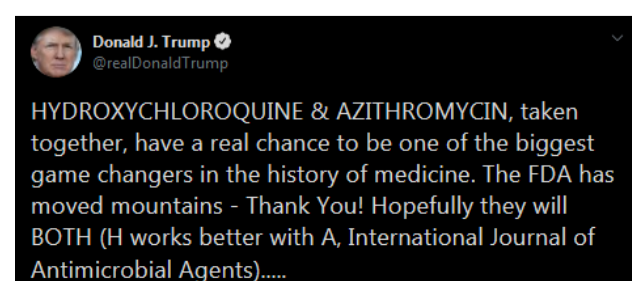 Donald J. Trump
@realDonaldTrump
HYDROXYCHLOROQUINE & AZITHROMYCIN, taken
together, have a real chance to be one of the biggest
game changers in the history of medicine. The FDA has
moved mountains - Thank You! Hopefully they will
BOTH (H works better with A, International Journal of
Antimicrobial Agents).....